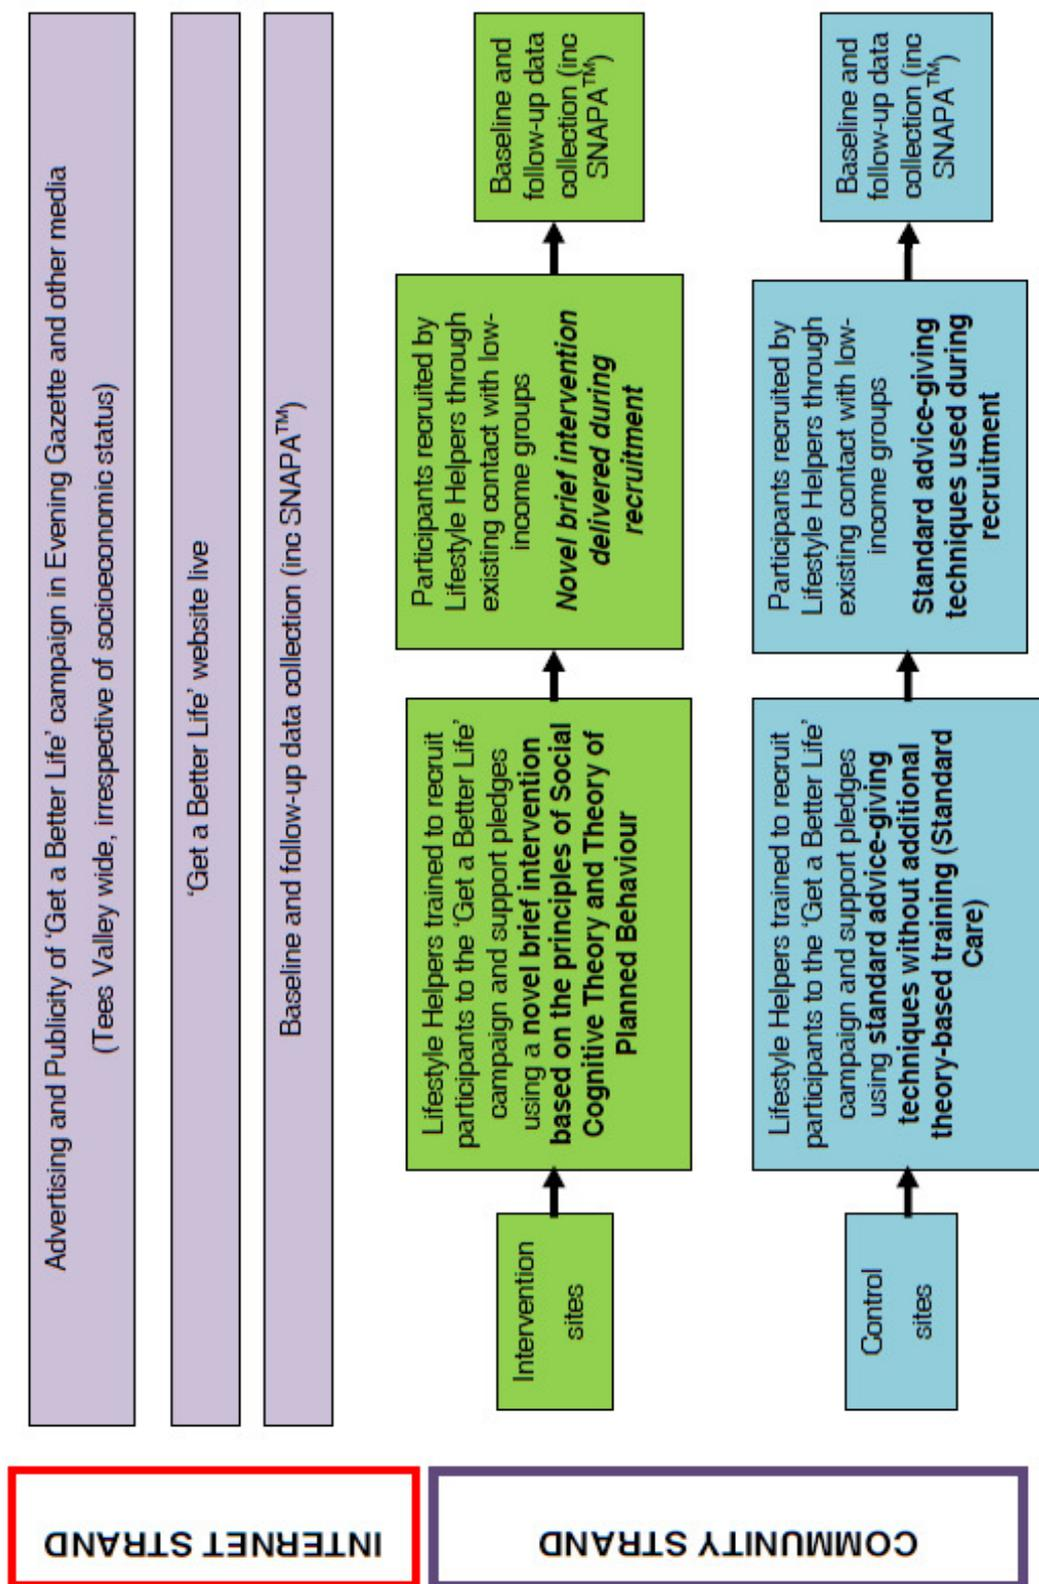 INTERNET STRAND
Advertising and Publicity of ‘Get a Better Life’ campaign in Evening Gazette and other media
(Tees Valley wide, irrespective of socioeconomic status)
‘Get a Better Life’ website live
Baseline and follow-up data collection (inc SNAPA™)
COMMUNITY STRAND
Intervention
sites
Lifestyle Helpers trained to recruit
participants to the ‘Get a Better Life’
campaign and support pledges
using a novel brief intervention
based on the principles of Social
Cognitive Theory and Theory of
Planned Behaviour
Participants recruited by
Lifestyle Helpers through
existing contact with low-
income groups
Novel brief intervention
delivered during
recruitment
Baseline and
follow-up data
collection (inc
SNAPA™)
Control
sites
Lifestyle Helpers trained to recruit
participants to the ‘Get a Better Life’
campaign and support pledges
using standard advice-giving
techniques without additional
theory-based training (Standard
Care)
Participants recruited by
Lifestyle Helpers through
existing contact with low-
income groups
Standard advice-giving
techniques used during
recruitment
Baseline and
follow-up data
collection (inc
SNAPA™)